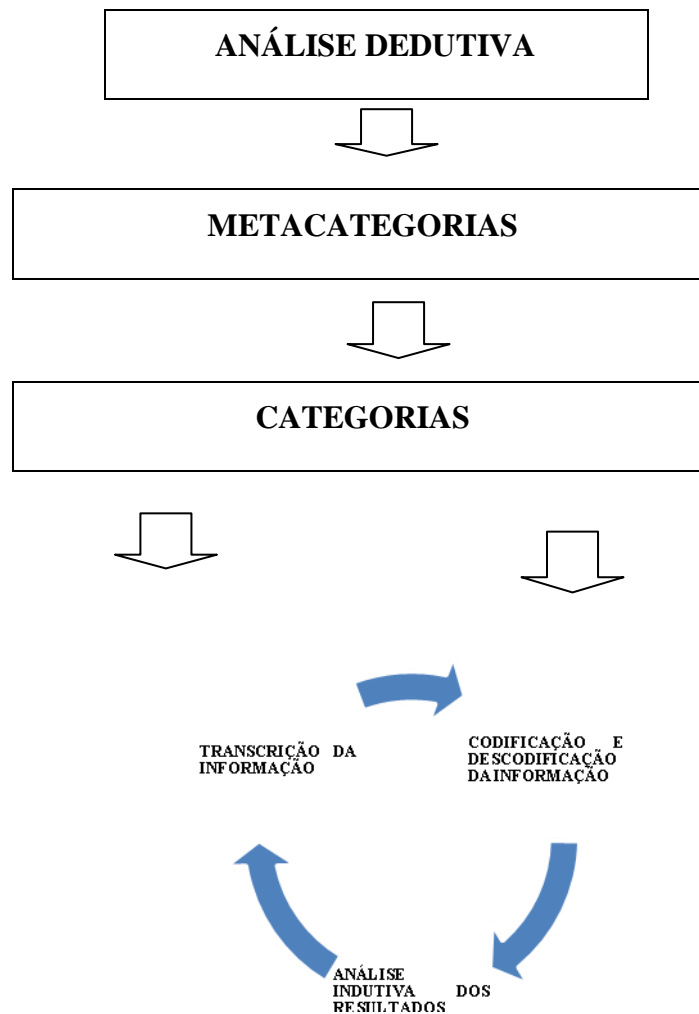 ANÁLISE DEDUTIVA
METACATEGORIAS
CATEGORIAS
TRANSCRIÇÃO DA
INFORMAÇÃO
CODIFICAÇÃO E
DESCODIFICAÇÃO
DA INFORMAÇÃO
ANÁLISE
INDUTIVA DOS
RESULTADOS